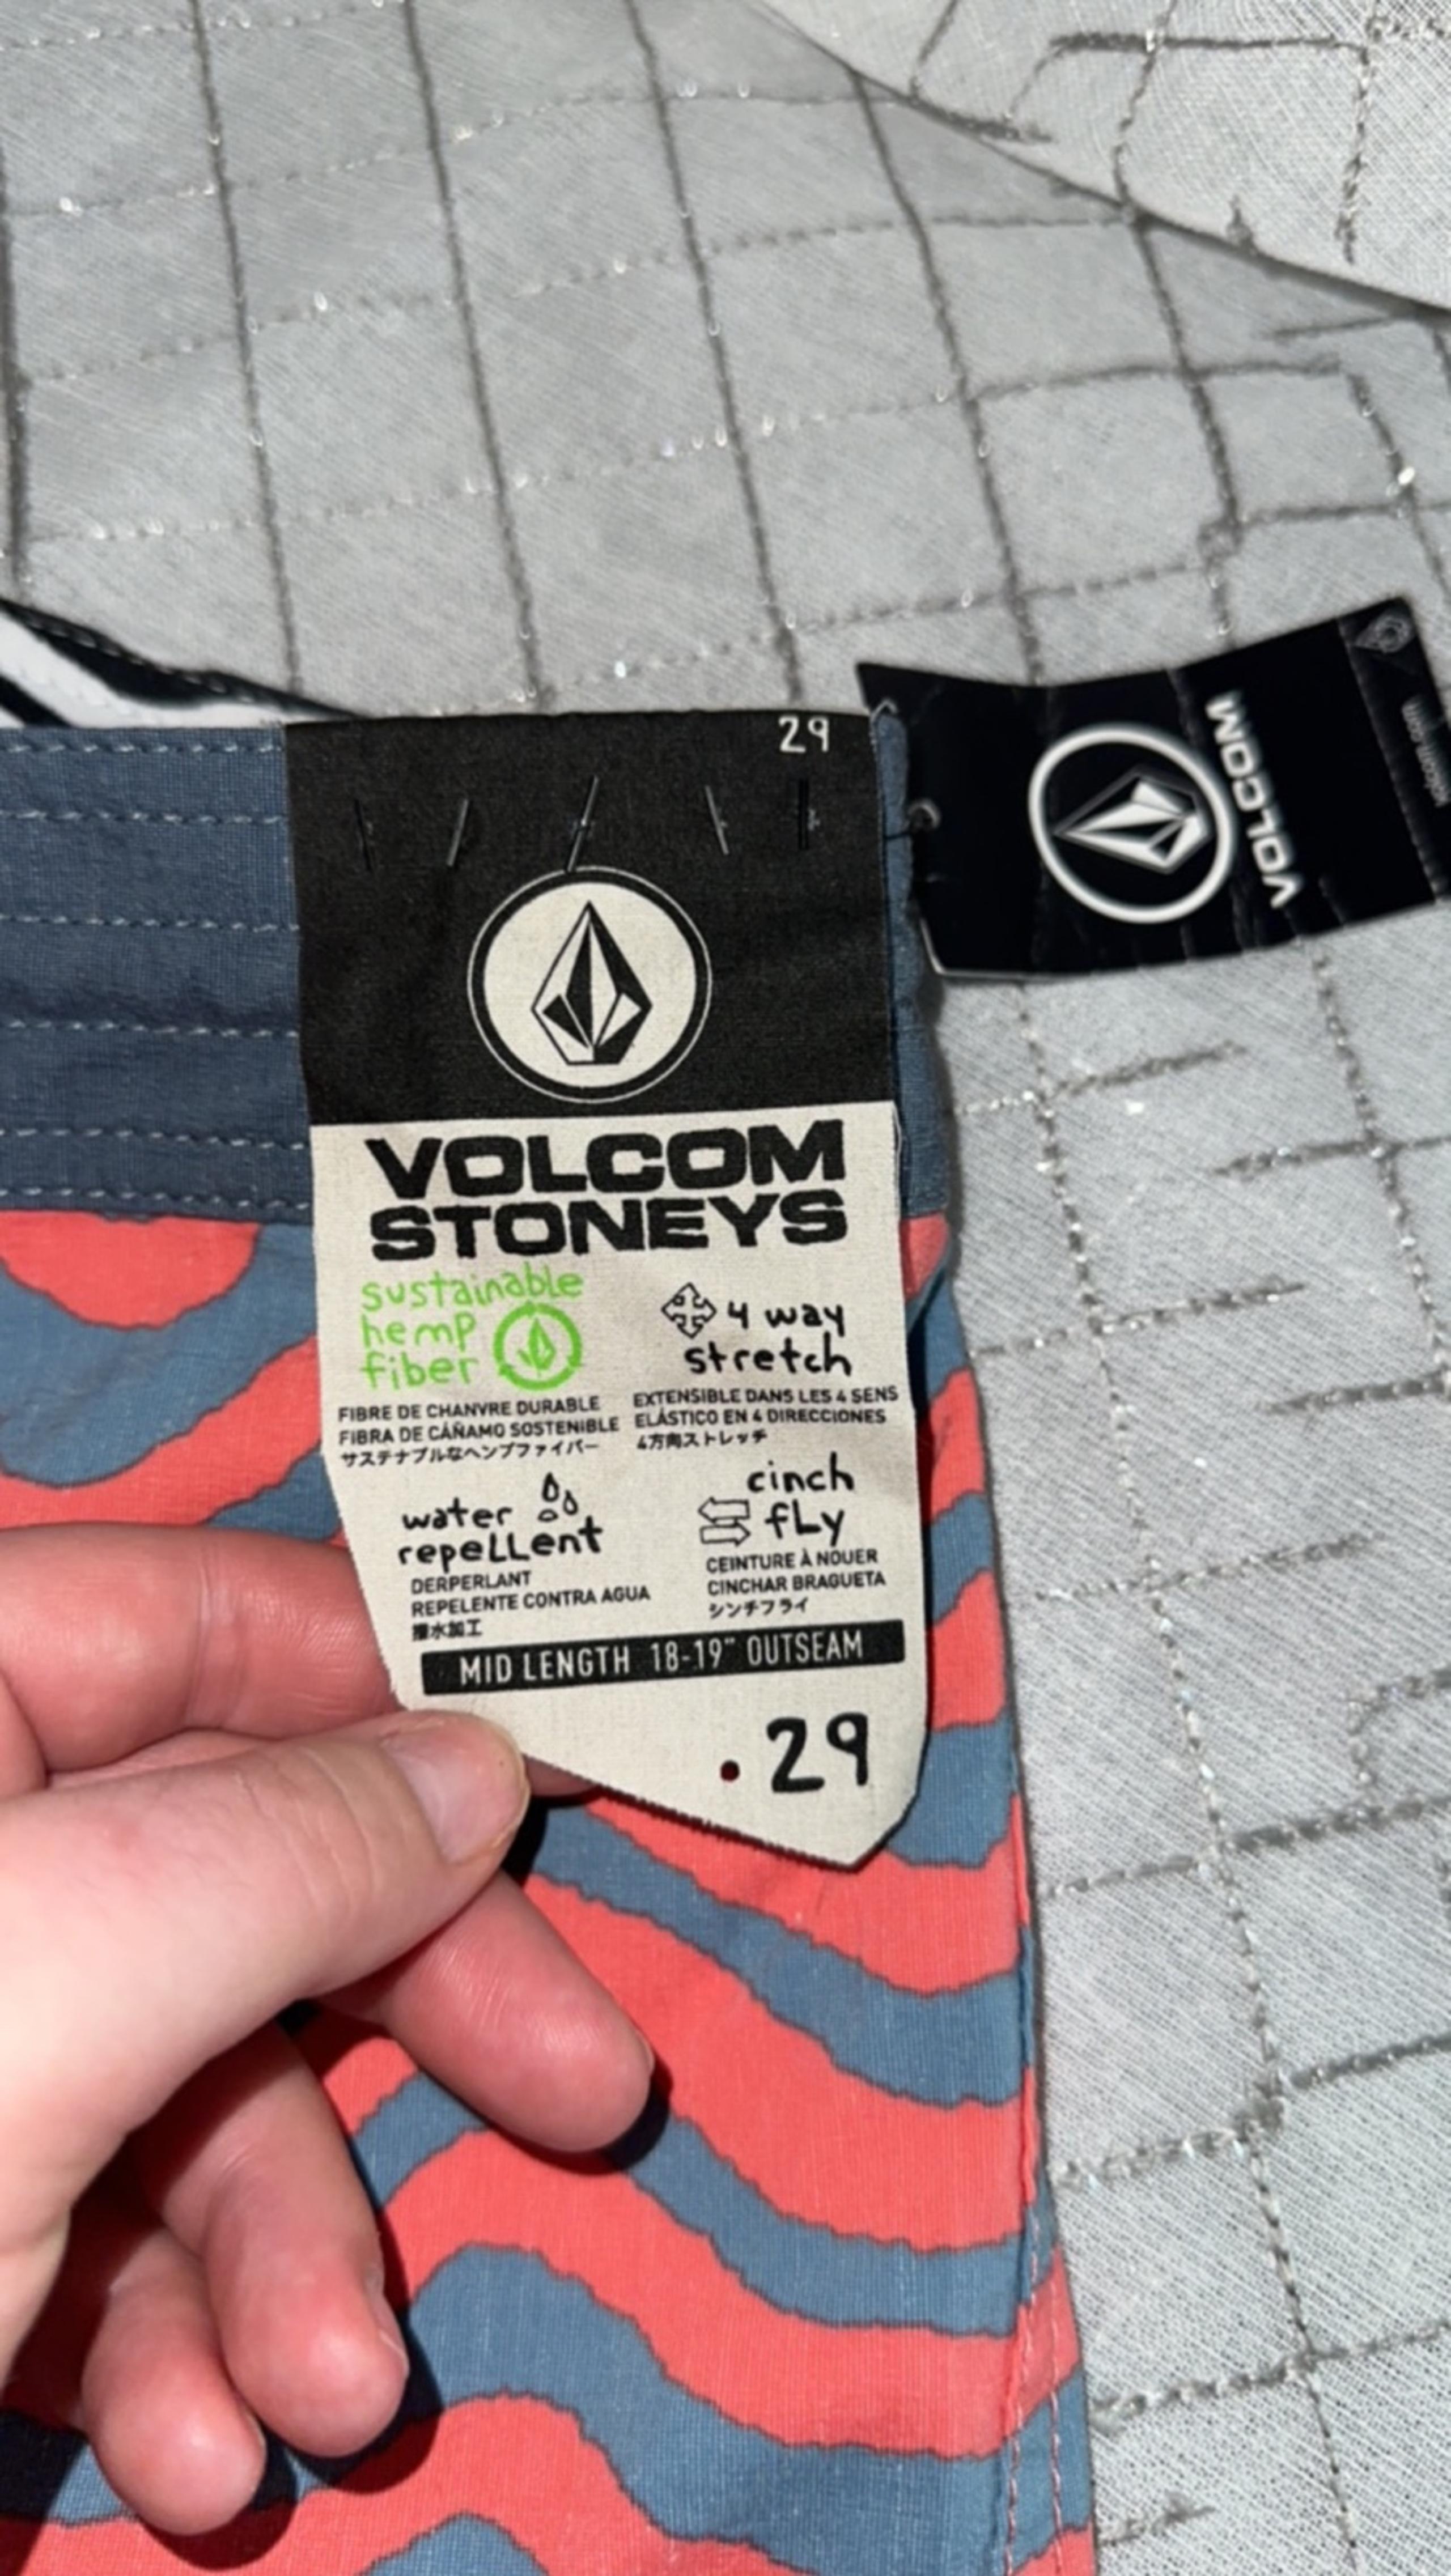 29
VOLCOM
VOLCOM
STONEYS
sustainable
hemp
fiber
FIBRE DE CHANVRE DURABLE
FIBRA DE CÁÑAMO SOSTENIBLE
サステナブルなヘンプファイバー
4 way
stretch
EXTENSIBLE DANS LES 4 SENS
ELÁSTICO EN 4 DIRECCIONES
4方向ストレッチ
water
repellent
DERPERLANT
REPELENTE CONTRA AGUA
撥水加工
cinch
fly
CEINTURE À NOUER
CINCHAR BRAGUETA
シンチフライ
MID LENGTH 18-19" OUTSEAM
.29